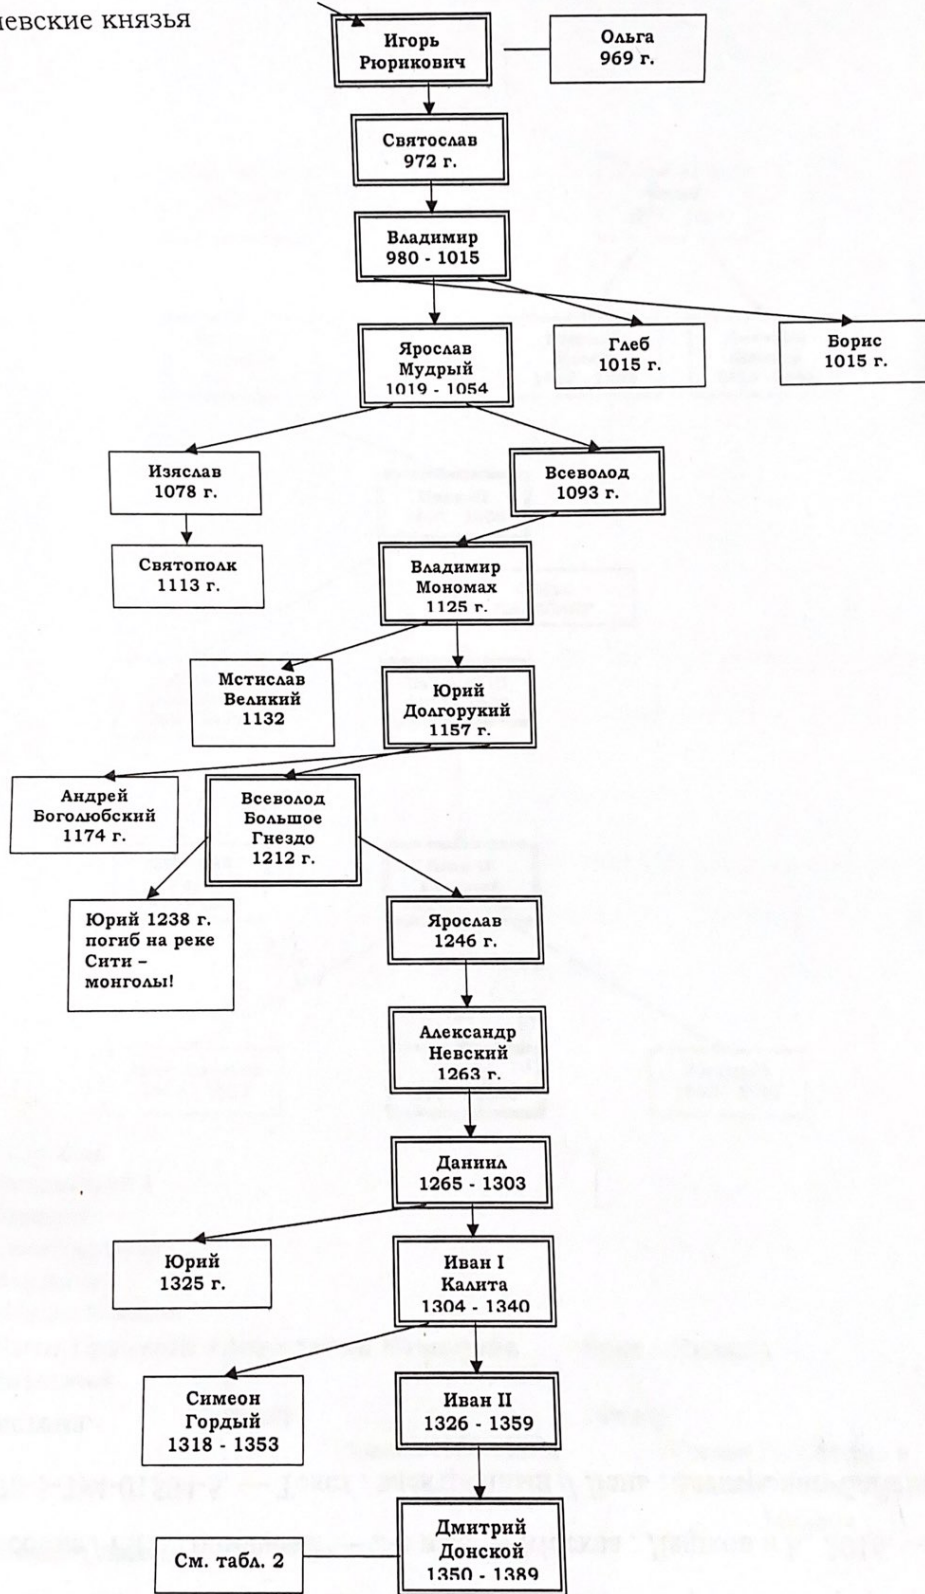 князья
Игорь
Рюрикович
Ольга
969 г.
Святослав
972 г.
Владимир
980 - 1015
Ярослав
Мудрый
1019 - 1054
Глеб
1015 г.
Борис
1015 г.
Изяслав
1078 г.
Всеволод
1093 г.
Святополк
1113 г.
Владимир
Мономах
1125 г.
Мстислав
Великий
1132
Юрий
Долгорукий
1157 г.
Андрей
Боголюбский
1174 г.
Всеволод
Большое
Гнездо
1212 г.
Юрий 1238 г.
погиб на реке
Сити –
монголы!
Ярослав
1246 г.
Александр
Невский
1263 г.
Даниил
1265 - 1303
Юрий
1325 г.
Иван I
Калита
1304 - 1340
Симеон
Гордый
1318 - 1353
Иван II
1326 - 1359
См. табл. 2
Дмитрий
Донской
1350 - 1389